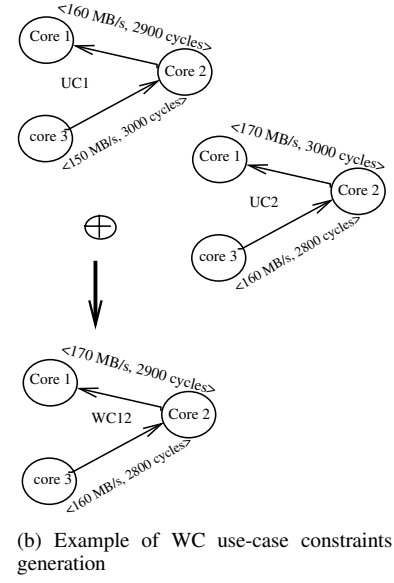 <160 MB/s, 2900 cycles>
Core 1
Core 2
UC1
core 3
<150 MB/s, 3000 cycles>
<170 MB/s, 3000 cycles>
Core 1
Core 2
UC2
core 3
<160 MB/s, 2800 cycles>
<170 MB/s, 2900 cycles>
Core 1
Core 2
WC12
core 3
<160 MB/s, 2800 cycles>
(b) Example of WC use-case constraints
generation